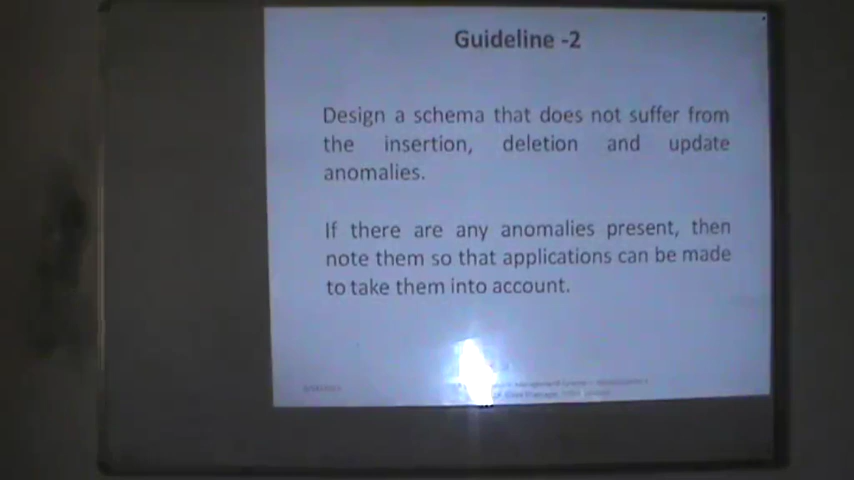 Guideline -2
Design a schema that does not suffer from
the insertion, deletion and update
anomalies.
If there are any anomalies present, then
note them so that applications can be made
to take them into account.